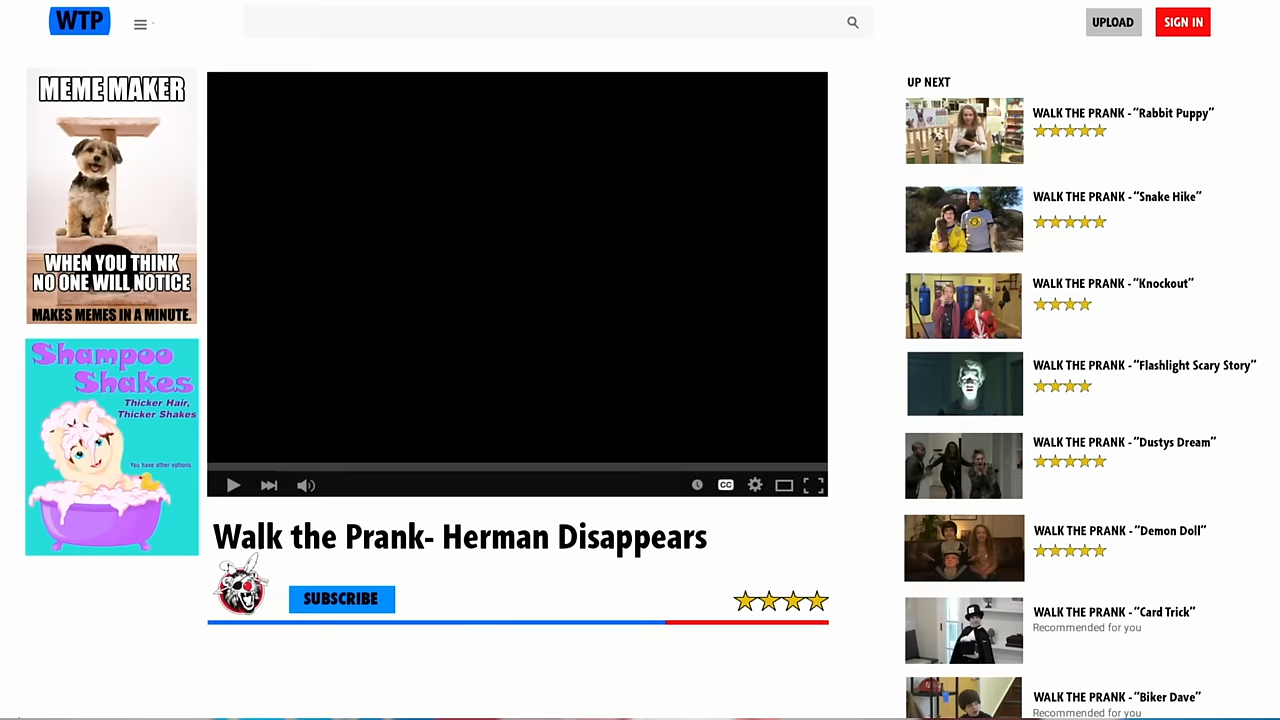 WTP
UPLOAD
SIGN IN
MEME MAKER
WHEN YOU THINK
NO ONE WILL NOTICE
MAKES MEMES IN A MINUTE.
Shampoo
Shakes
Thicker Hair,
Thicker Shakes
You have other options.
CC
Walk the Prank- Herman Disappears
SUBSCRIBE
UP NEXT
WALK THE PRANK - “Rabbit Puppy”
WALK THE PRANK - “Snake Hike”
WALK THE PRANK - “Knockout”
WALK THE PRANK - “Flashlight Scary Story”
WALK THE PRANK - “Dustys Dream”
WALK THE PRANK - “Demon Doll”
WALK THE PRANK - “Card Trick”
Recommended for you
WALK THE PRANK - “Biker Dave”
Recommended for you